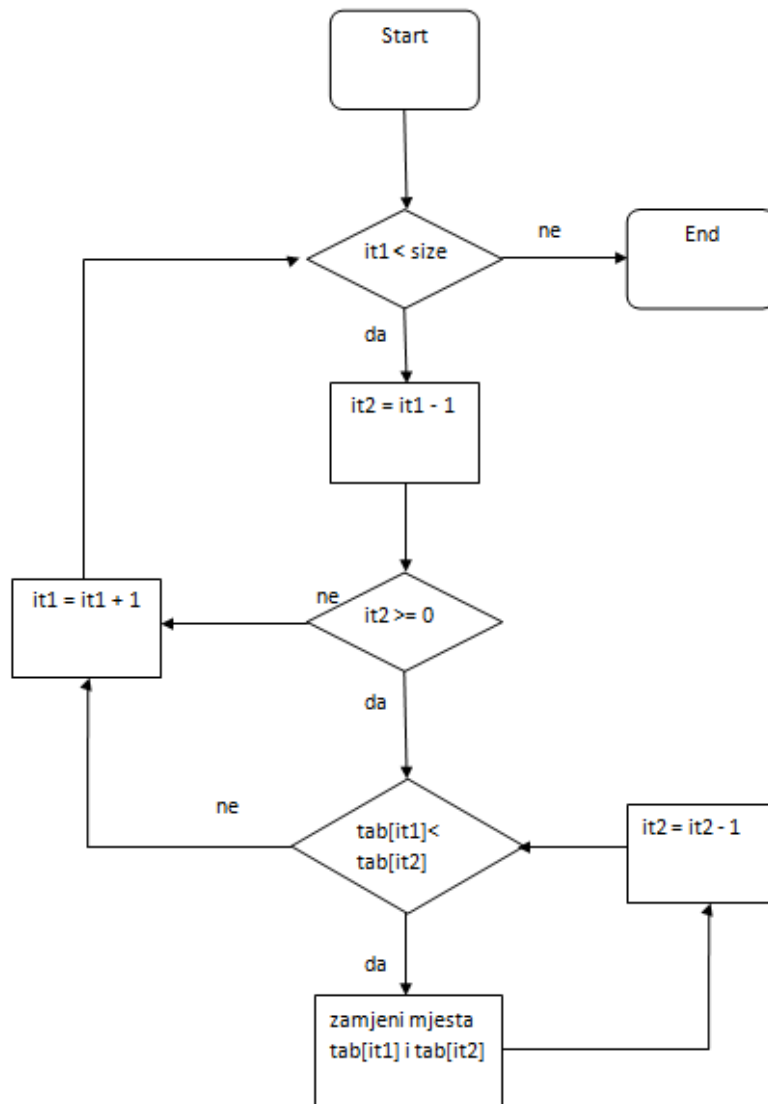 Start
it1 < size
ne
End
da
it2 = it1 - 1
it1 = it1 + 1
ne
it2 >= 0
da
ne
tab[it1]<
tab[it2]
it2 = it2 - 1
da
zamjeni mjesta
tab[it1] i tab[it2]